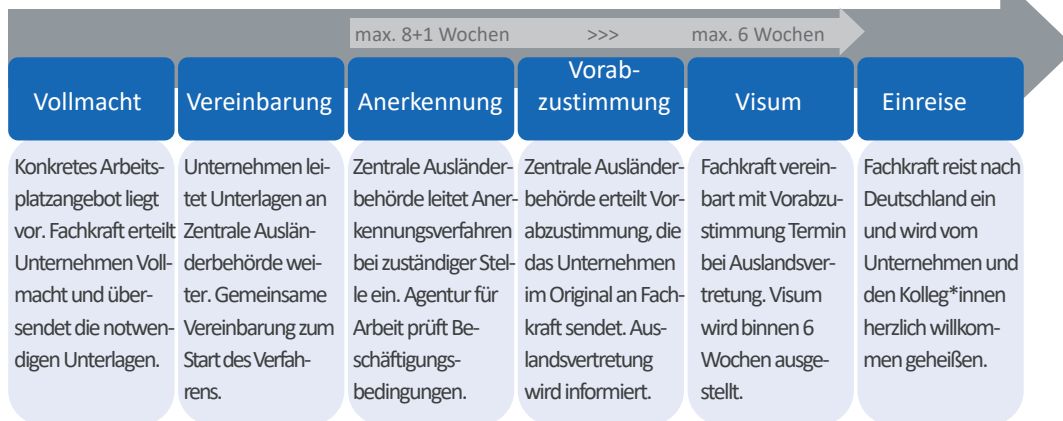 max. 8+1 Wochen >>> max. 6 Wochen
Vollmacht
Konkretes Arbeits-
platzangebot liegt
vor. Fachkraft erteilt
Unternehmen Voll-
macht und über-
sendet die notwen-
digen Unterlagen.
Vereinbarung
Unternehmen lei-
tet Unterlagen an
Zentrale Auslän-
derbehörde wei-
ter. Gemeinsame
Vereinbarung zum
Start des Verfah-
rens.
Anerkennung
Zentrale Ausländer-
behörde leitet Aner-
kennungsverfahren
bei zuständiger Stel-
le ein. Agentur für
Arbeit prüft Be-
schäftigungs-
bedingungen.
Vorab-
zustimmung
Zentrale Ausländer-
behörde erteilt Vor-
abzustimmung, die
das Unternehmen
im Original an Fach-
kraft sendet. Aus-
landsvertretung
wird informiert.
Visum
Fachkraft verein-
bart mit Vorabzu-
stimmung Termin
bei Auslandsver-
tretung. Visum
wird binnen 6
Wochen ausge-
stellt.
Einreise
Fachkraft reist nach
Deutschland ein
und wird vom
Unternehmen und
den Kolleg*innen
herzlich willkom-
men geheißen.